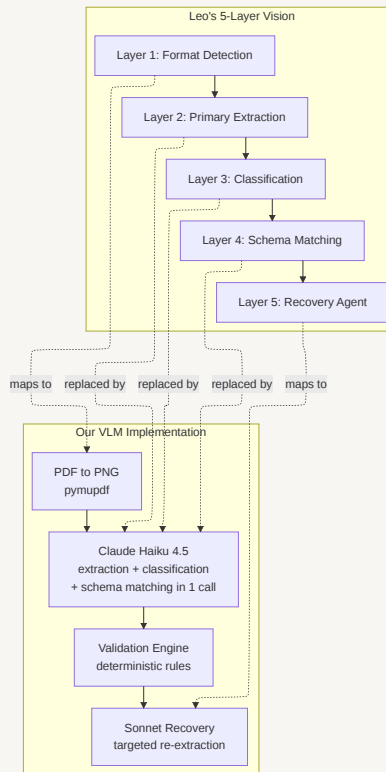 Leo's 5-Layer Vision
Layer 1: Format Detection
Layer 2: Primary Extraction
Layer 3: Classification
Layer 4: Schema Matching
Layer 5: Recovery Agent
maps to
replaced by
replaced by
replaced by
maps to
Our VLM Implementation
PDF to PNG
pymupdf
Claude Haiku 4.5
extraction + classification
+ schema matching in 1 call
Validation Engine
deterministic rules
Sonnet Recovery
targeted re-extraction